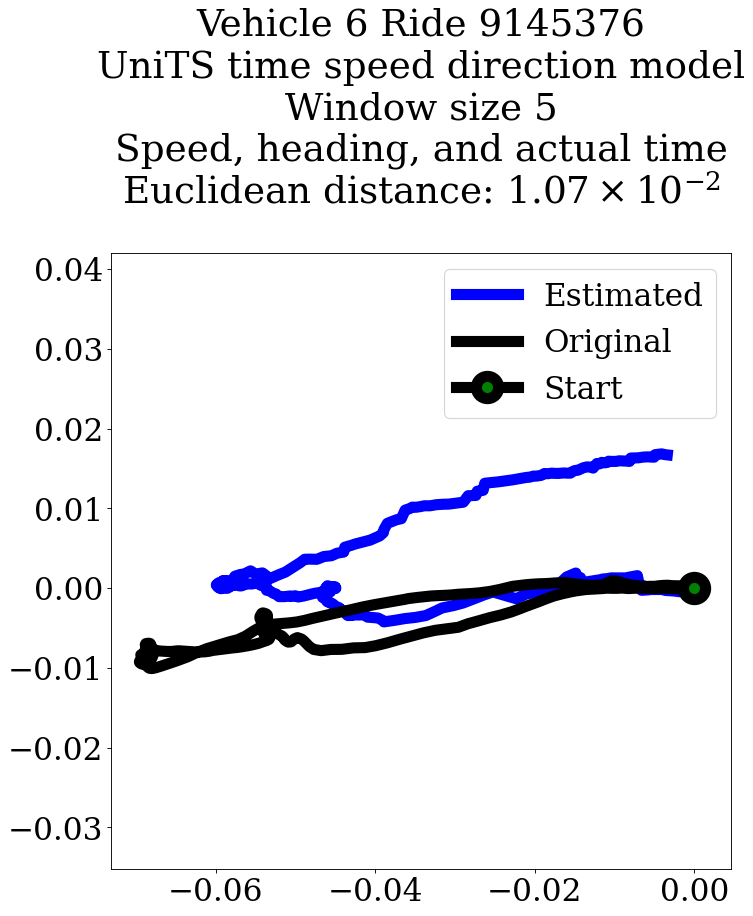 Vehicle 6 Ride 9145376
UniTS time speed direction model
Window size 5
Speed, heading, and actual time
Euclidean distance: 1.07 × 10⁻²
Estimated
Original
Start
0.04
0.03
0.02
0.01
0.00
−0.01
−0.02
−0.03
−0.06 −0.04 −0.02 0.00